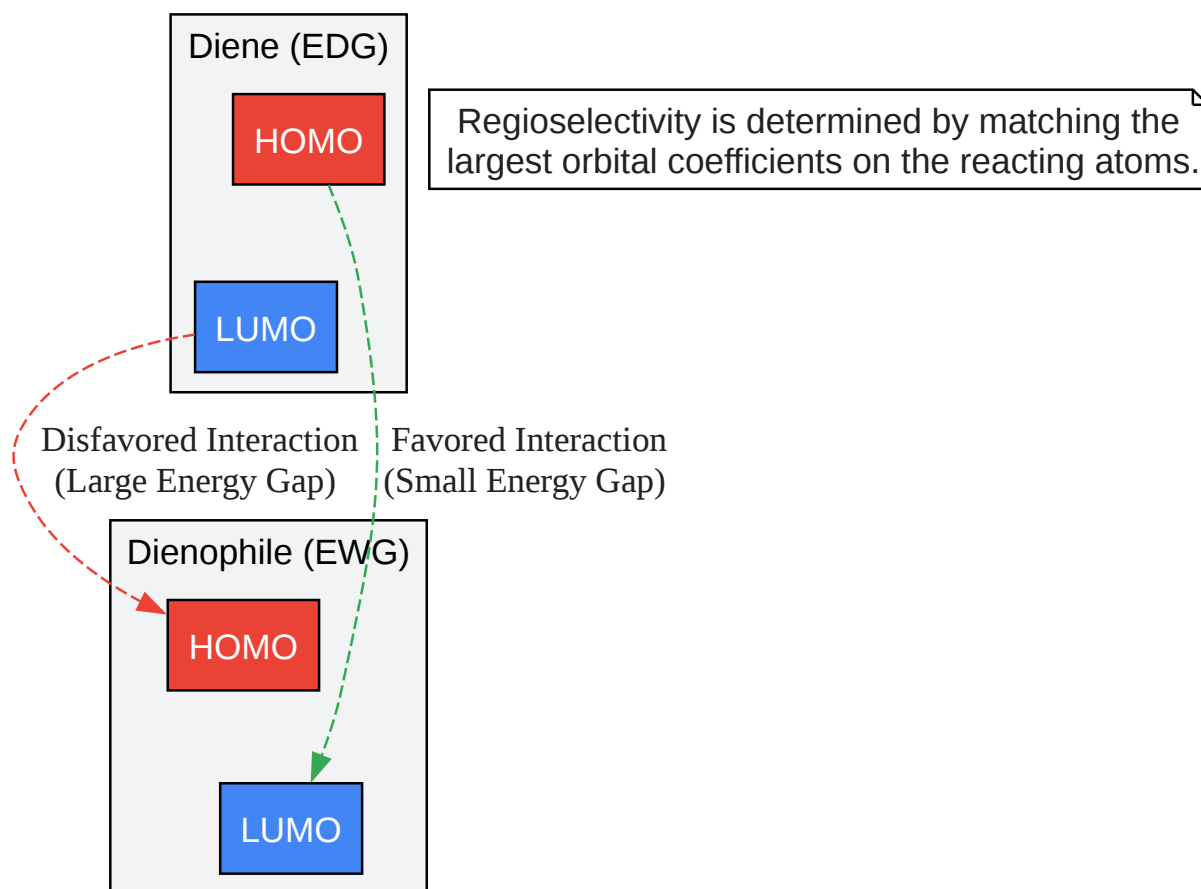 Diene (EDG)
HOMO
Regioselectivity is determined by matching the
largest orbital coefficients on the reacting atoms.
LUMO
Disfavored Interaction
(Large Energy Gap)
Favored Interaction
(Small Energy Gap)
Dienophile (EWG)
HOMO
LUMO